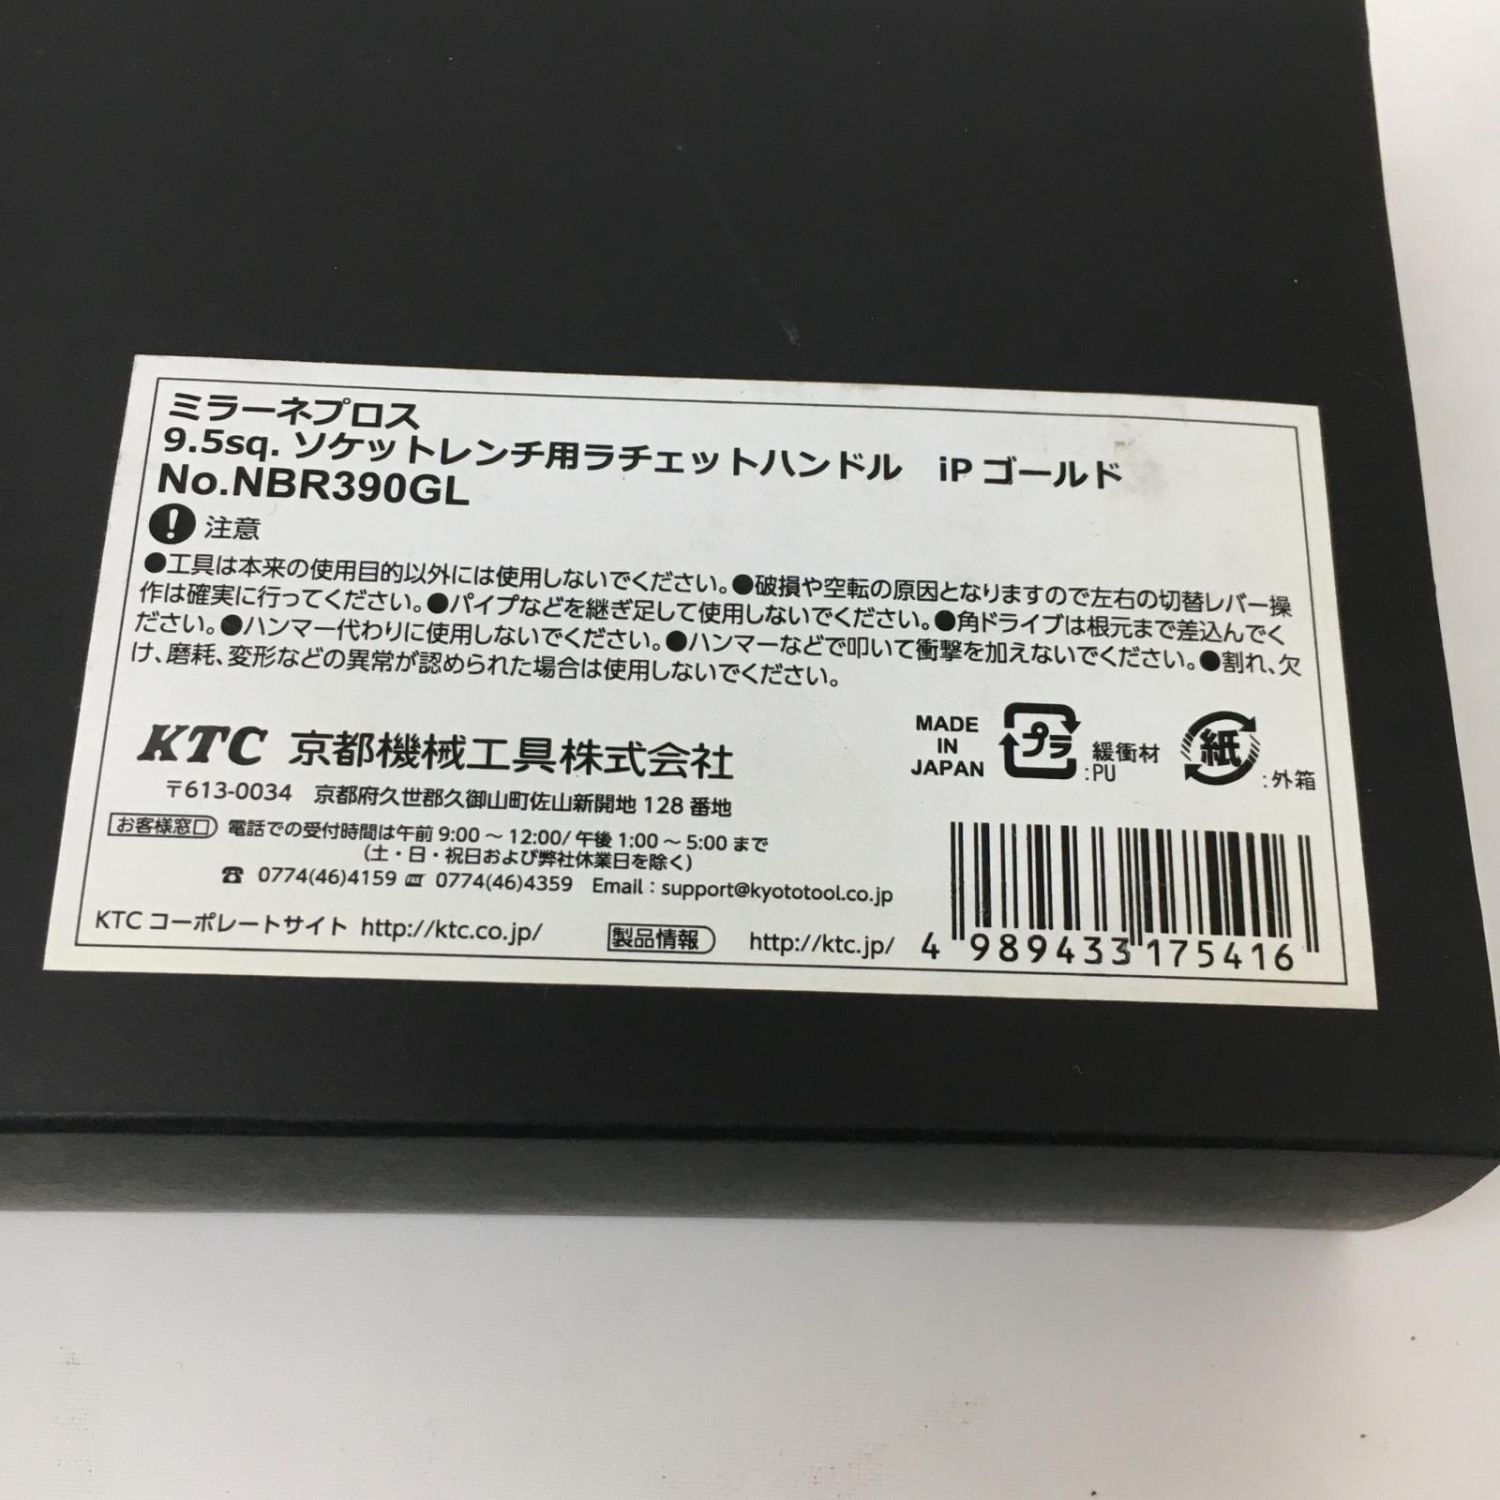 ミラーネプロス
9.5sq. ソケットレンチ用ラチェットハンドル　iP ゴールド
No.NBR390GL
! 注意
●工具は本来の使用目的以外には使用しないでください。●破損や空転の原因となりますので左右の切替レバー操
作は確実に行ってください。●パイプなどを継ぎ足して使用しないでください。●角ドライブは根元まで差込んでく
ださい。●ハンマー代わりに使用しないでください。●ハンマーなどで叩いて衝撃を加えないでください。●割れ、欠
け、磨耗、変形などの異常が認められた場合は使用しないでください。
MADE
IN
JAPAN
プラ
緩衝材
:PU
紙
:外箱
KTC 京都機械工具株式会社
〒613-0034　京都府久世郡久御山町佐山新開地 128 番地
お客様窓口 電話での受付時間は午前 9:00 ～ 12:00/ 午後 1:00 ～ 5:00 まで
(土・日・祝日および弊社休業日を除く)
☎ 0774(46)4159 FAX 0774(46)4359　Email : support@kyototool.co.jp
KTC コーポレートサイト http://ktc.co.jp/　製品情報　http://ktc.jp/
4 989433 175416